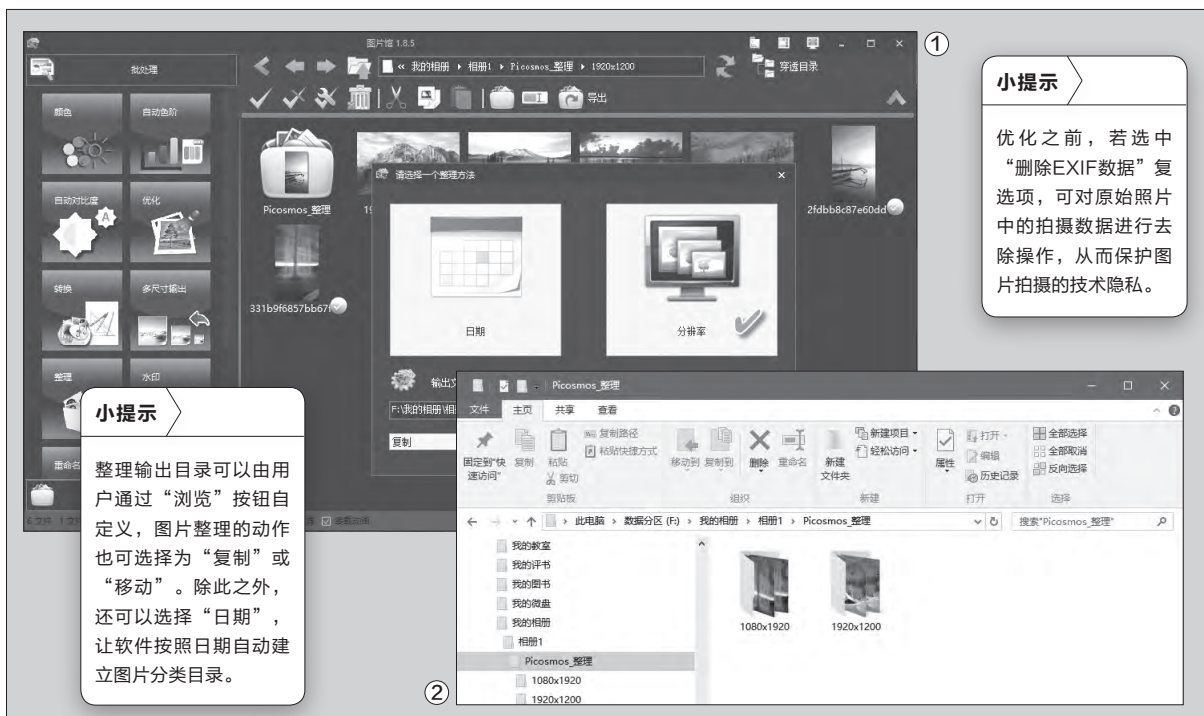 图片馆 1.8.5
①
批处理
« 我的相册 ▸ 相册1 ▸ Picosmos_整理 ▸ 1920x1200
穿透目录
导出
颜色
自动色阶
自动对比度
优化
转换
多尺寸输出
整理
水印
重命名
Picosmos_整理
2fdbb8c87e60dd
331b9f6857bb67f
请选择一个整理方法
日期
分辨率
输出文
F:\我的相册\相
复制
小提示
优化之前，若选中
“删除EXIF数据”复
选项，可对原始照片
中的拍摄数据进行去
除操作，从而保护图
片拍摄的技术隐私。
小提示
整理输出目录可以由用
户通过“浏览”按钮自
定义，图片整理的动作
也可选择为“复制”或
“移动”。除此之外，
还可以选择“日期”，
让软件按照日期自动建
立图片分类目录。
Picosmos_整理
文件 主页 共享 查看
固定到“快速访问”
复制
粘贴
复制路径
粘贴快捷方式
剪切
移动到
复制到
删除
重命名
新建文件夹
新建项目
轻松访问
属性
打开
编辑
历史记录
全部选择
全部取消
反向选择
剪贴板 组织 新建 打开 选择
此电脑 › 数据分区 (F:) › 我的相册 › 相册1 › Picosmos_整理
搜索"Picosmos_整理"
我的教室
我的评书
我的图书
我的微盘
我的相册
相册1
Picosmos_整理
1080x1920
1920x1200
1080x1920
1920x1200
②